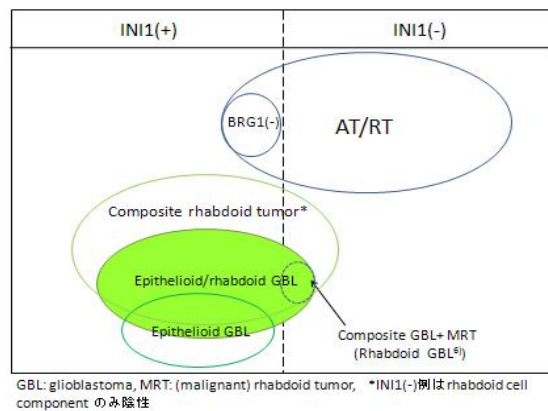 INI1(+)
INI1(-)
BRG1(-)
AT/RT
Composite rhabdoid tumor*
Epithelioid/rhabdoid GBL
Epithelioid GBL
Composite GBL+ MRT
(Rhabdoid GBL⁶⁾)
GBL: glioblastoma, MRT: (malignant) rhabdoid tumor, *INI1(-)例は rhabdoid cell
component のみ陰性